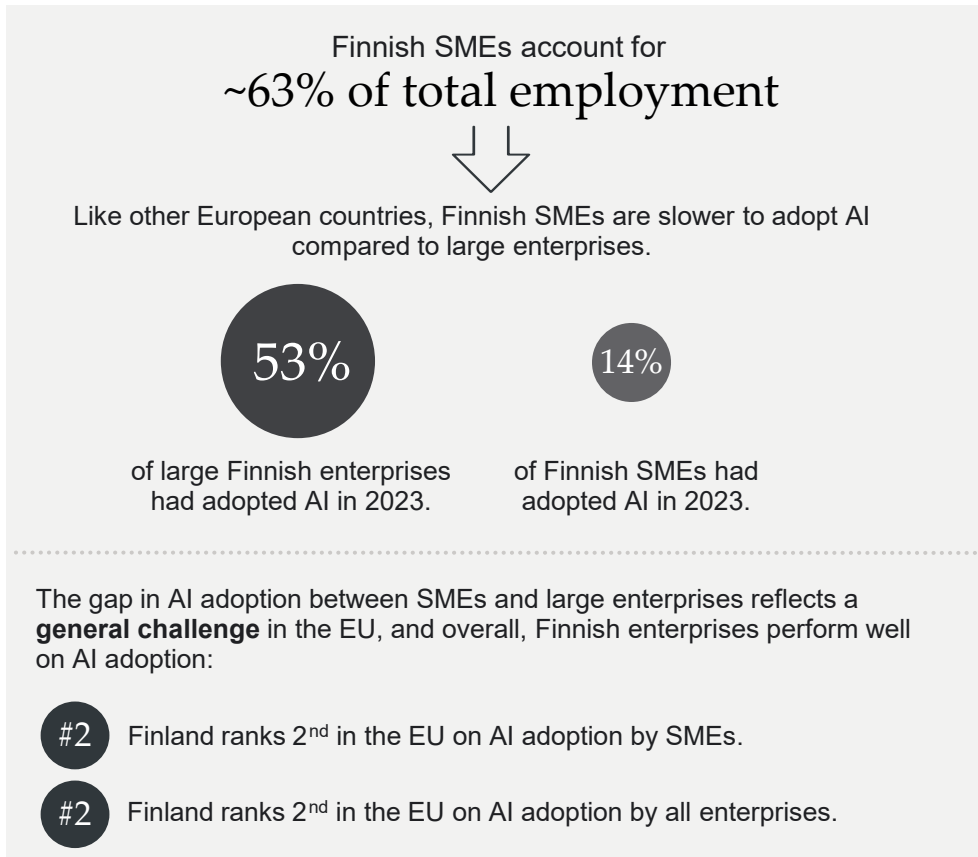 Finnish SMEs account for
~63% of total employment
Like other European countries, Finnish SMEs are slower to adopt AI
compared to large enterprises.
53%
14%
of large Finnish enterprises
had adopted AI in 2023.
of Finnish SMEs had
adopted AI in 2023.
The gap in AI adoption between SMEs and large enterprises reflects a
general challenge in the EU, and overall, Finnish enterprises perform well
on AI adoption:
#2 Finland ranks 2nd in the EU on AI adoption by SMEs.
#2 Finland ranks 2nd in the EU on AI adoption by all enterprises.